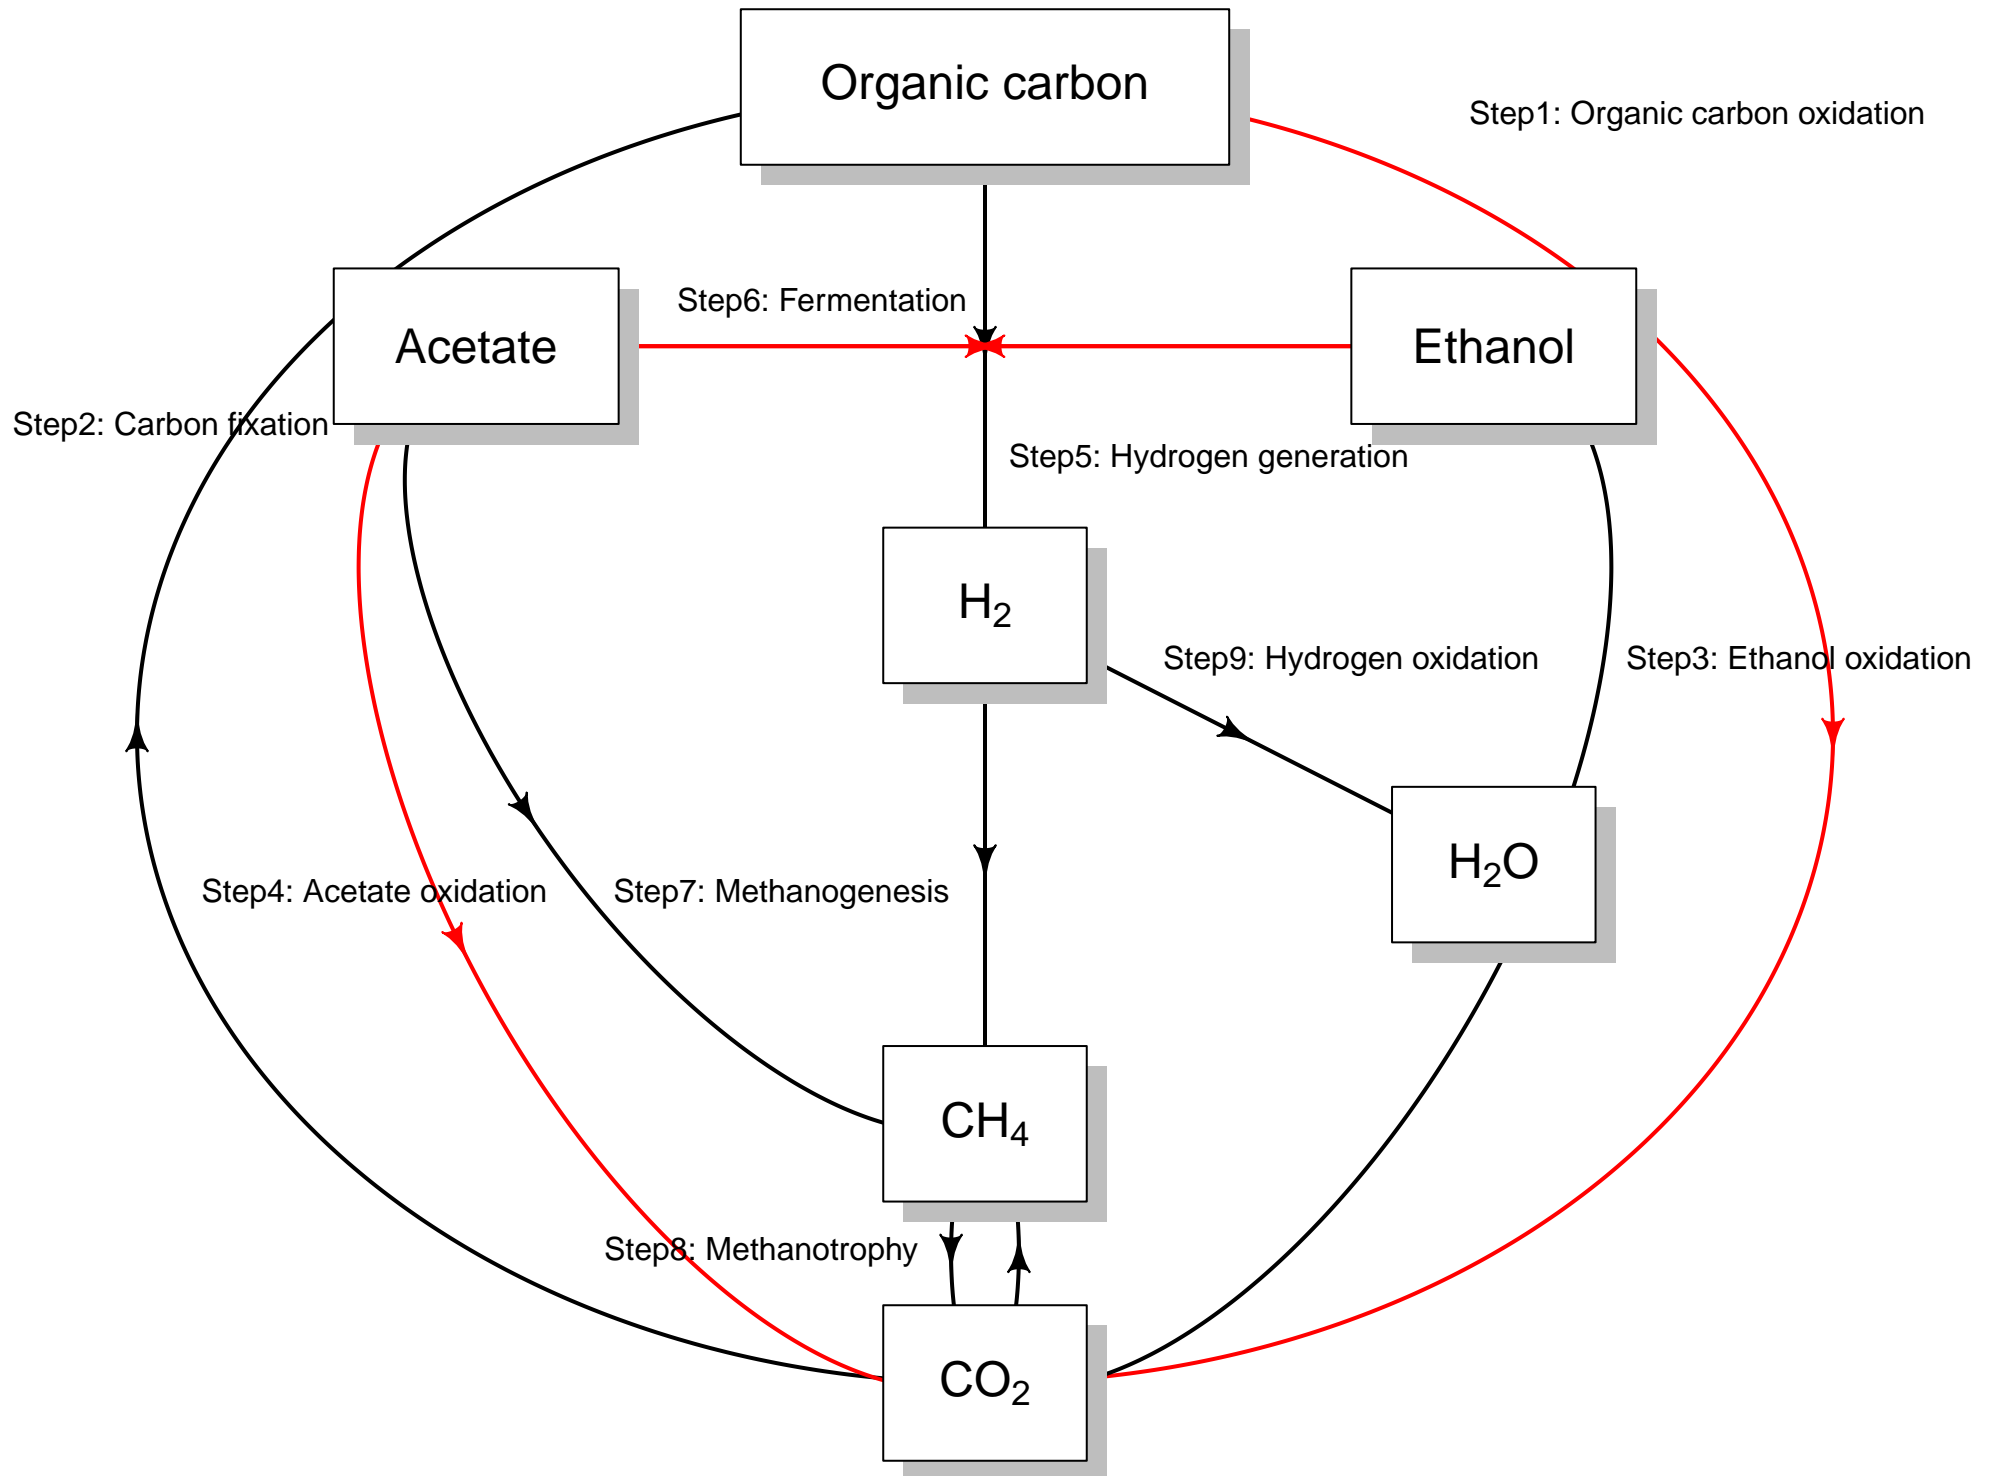 Organic carbon
Step1: Organic carbon oxidation
Step6: Fermentation
Acetate
Ethanol
Step2: Carbon fixation
Step5: Hydrogen generation
H₂
Step9: Hydrogen oxidation
Step3: Ethanol oxidation
H₂O
Step4: Acetate oxidation
Step7: Methanogenesis
CH₄
Step8: Methanotrophy
CO₂